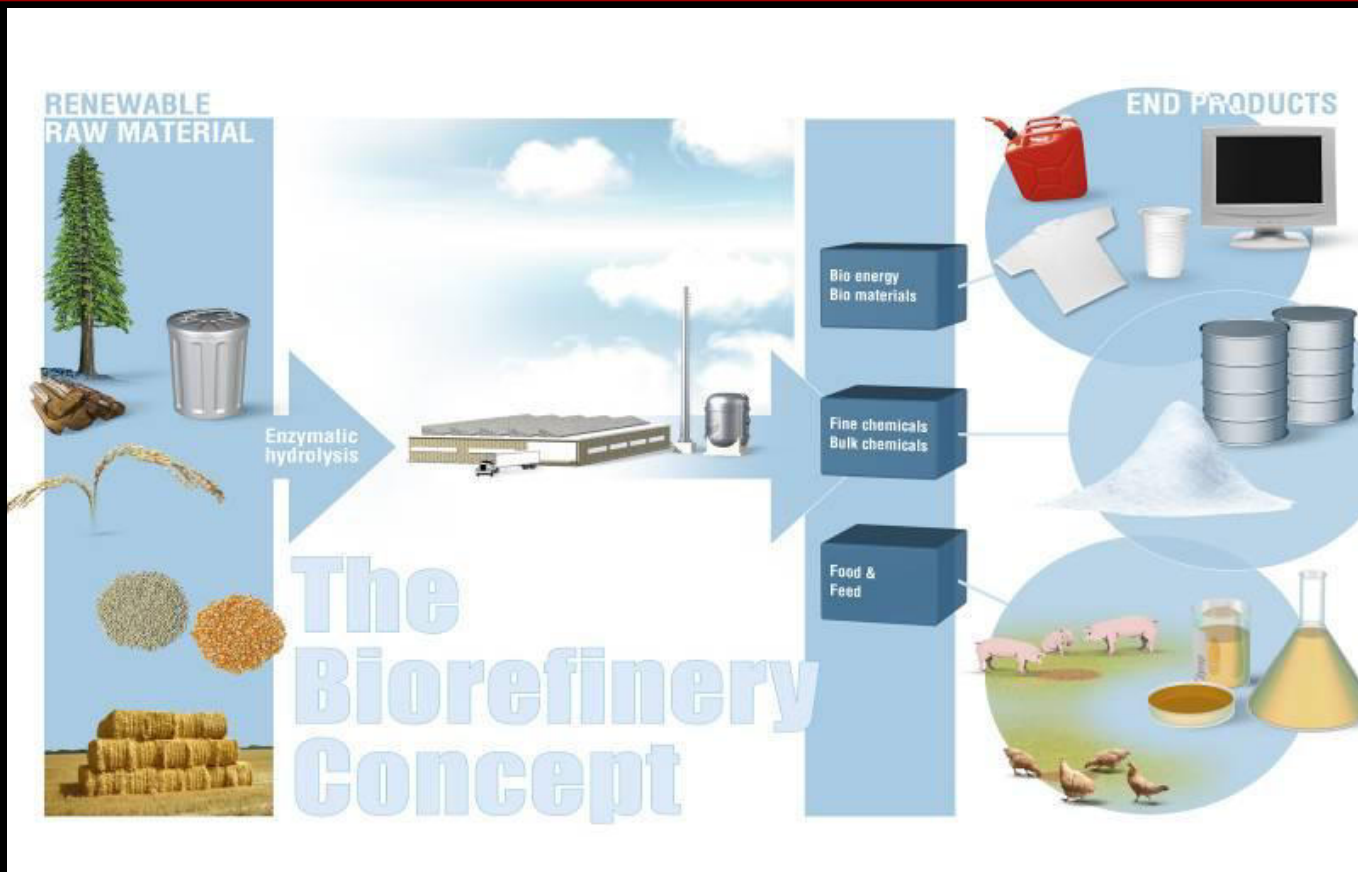 RENEWABLE
RAW MATERIAL
END PRODUCTS
Enzymatic
hydrolysis
Bio energy
Bio materials
Fine chemicals
Bulk chemicals
Food &
Feed
The
Biorefinery
Concept